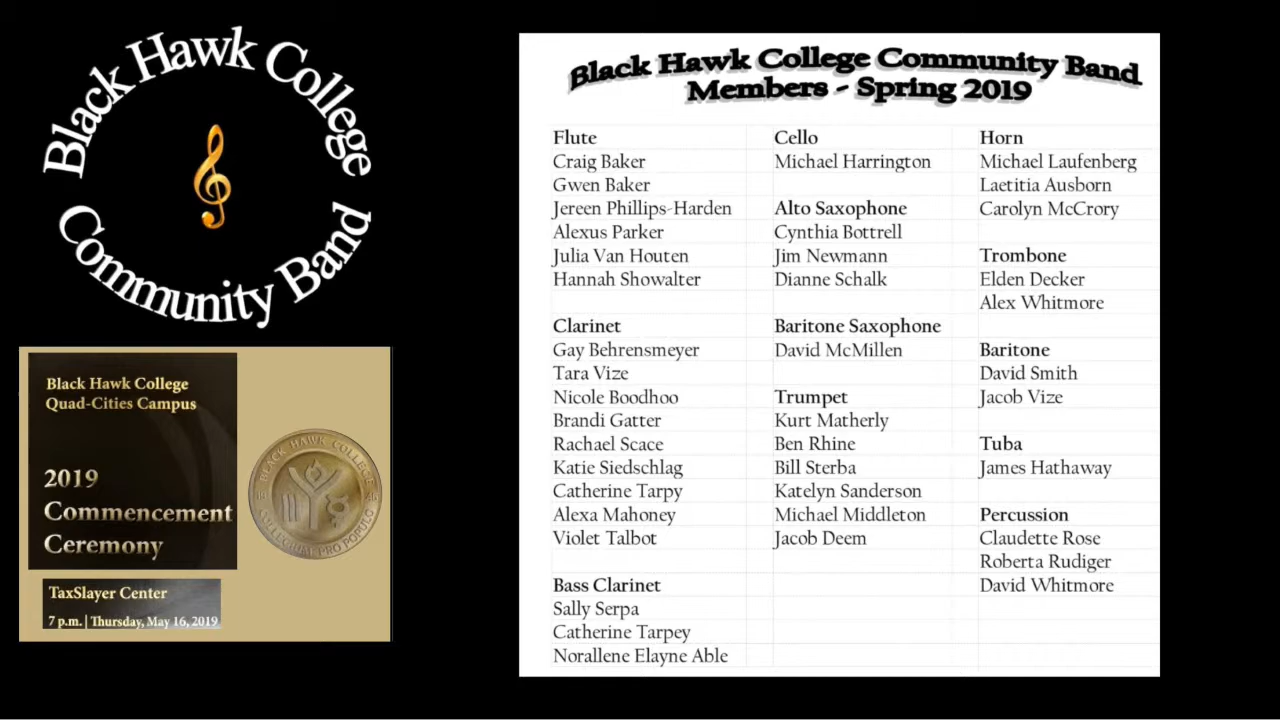 Black Hawk College
Community Band
Black Hawk College
Quad-Cities Campus
2019
Commencement
Ceremony
TaxSlayer Center
7 p.m. | Thursday, May 16, 2019
BLACK HAWK COLLEGE
COLLEGIUM PRO POPULO
Black Hawk College Community Band
Members - Spring 2019
Flute
Craig Baker
Gwen Baker
Jereen Phillips-Harden
Alexus Parker
Julia Van Houten
Hannah Showalter
Clarinet
Gay Behrensmeyer
Tara Vize
Nicole Boodhoo
Brandi Gatter
Rachael Scace
Katie Siedschlag
Catherine Tarpy
Alexa Mahoney
Violet Talbot
Bass Clarinet
Sally Serpa
Catherine Tarpey
Norallene Elayne Able
Cello
Michael Harrington
Alto Saxophone
Cynthia Bottrell
Jim Newmann
Dianne Schalk
Baritone Saxophone
David McMillen
Trumpet
Kurt Matherly
Ben Rhine
Bill Sterba
Katelyn Sanderson
Michael Middleton
Jacob Deem
Horn
Michael Laufenberg
Laetitia Ausborn
Carolyn McCrory
Trombone
Elden Decker
Alex Whitmore
Baritone
David Smith
Jacob Vize
Tuba
James Hathaway
Percussion
Claudette Rose
Roberta Rudiger
David Whitmore